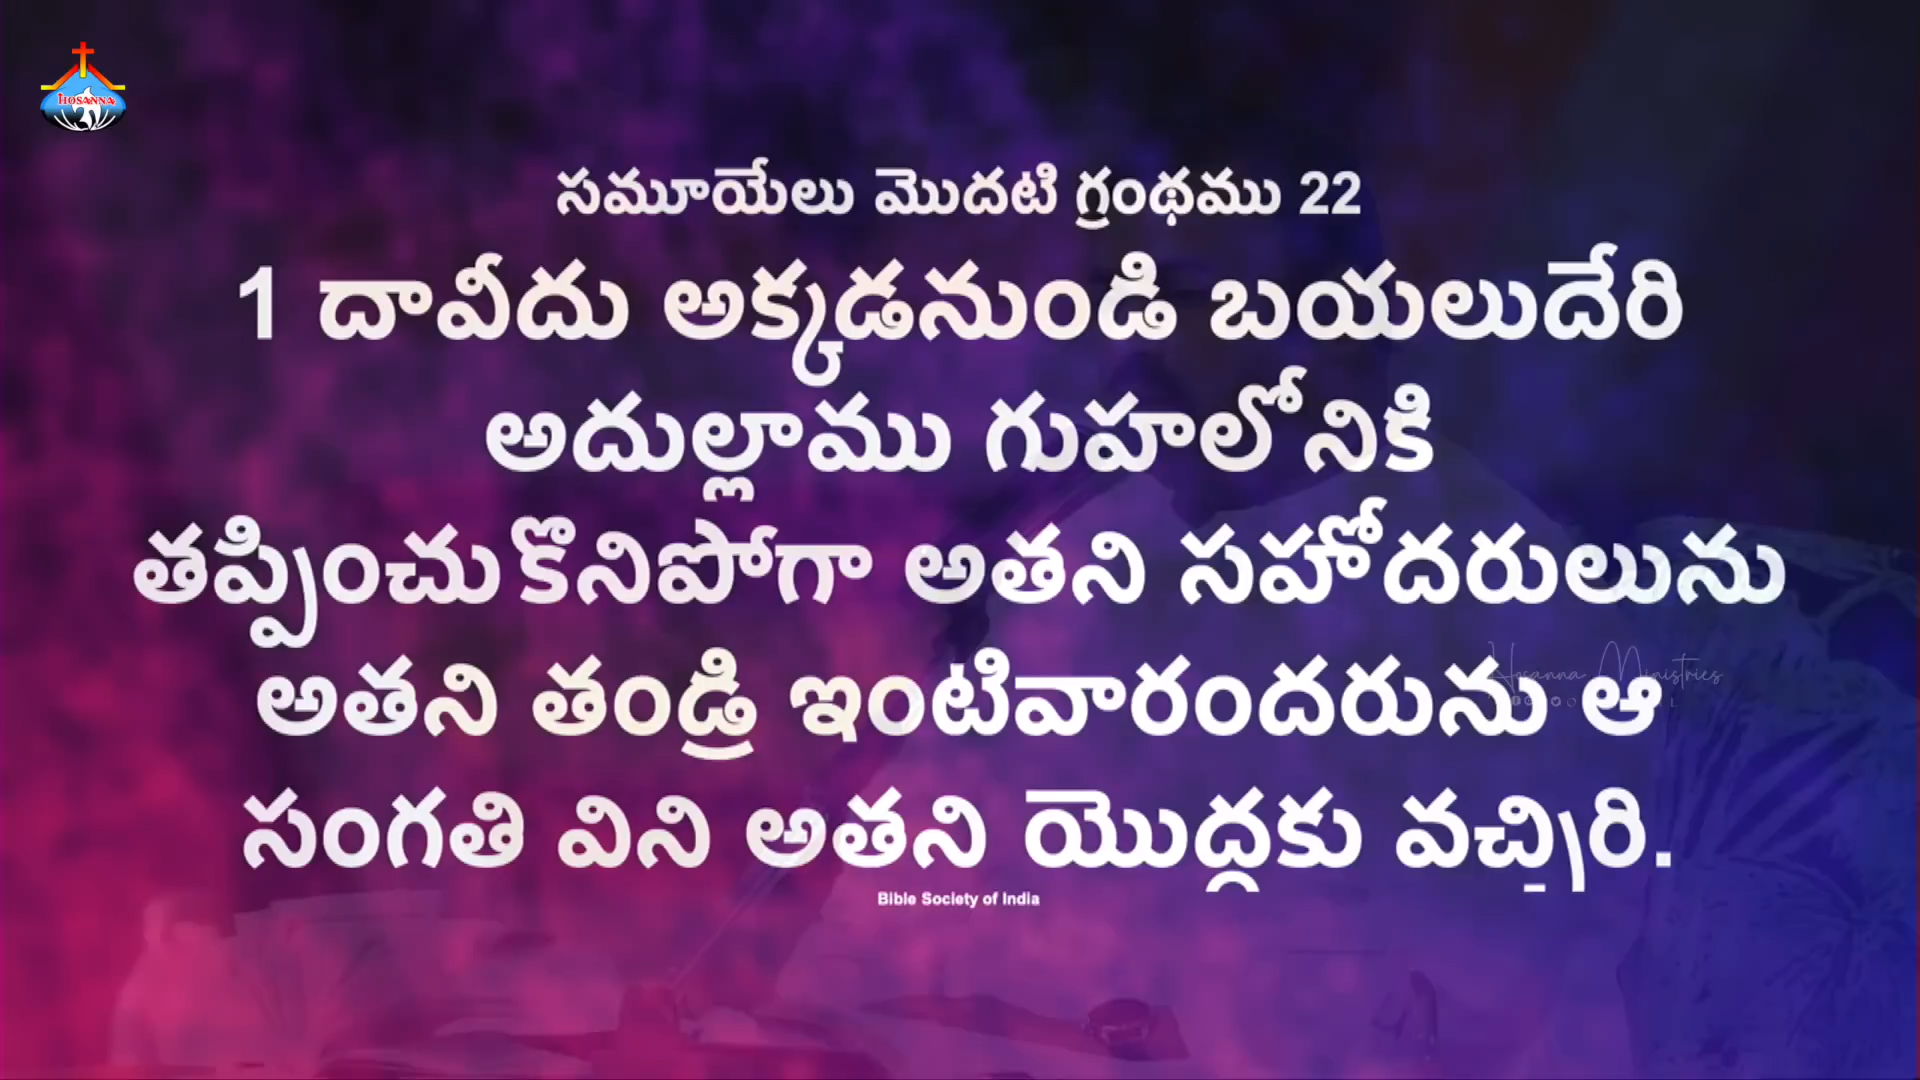 HOSANNA
సమూయేలు మొదటి గ్రంథము 22
1 దావీదు అక్కడనుండి బయలుదేరి
అదుల్లాము గుహలోనికి
తప్పించుకొనిపోగా అతని సహోదరులును
అతని తండ్రి ఇంటివారందరును ఆ
సంగతి విని అతని యొద్దకు వచ్చిరి.
Bible Society of India
Hosanna Ministries